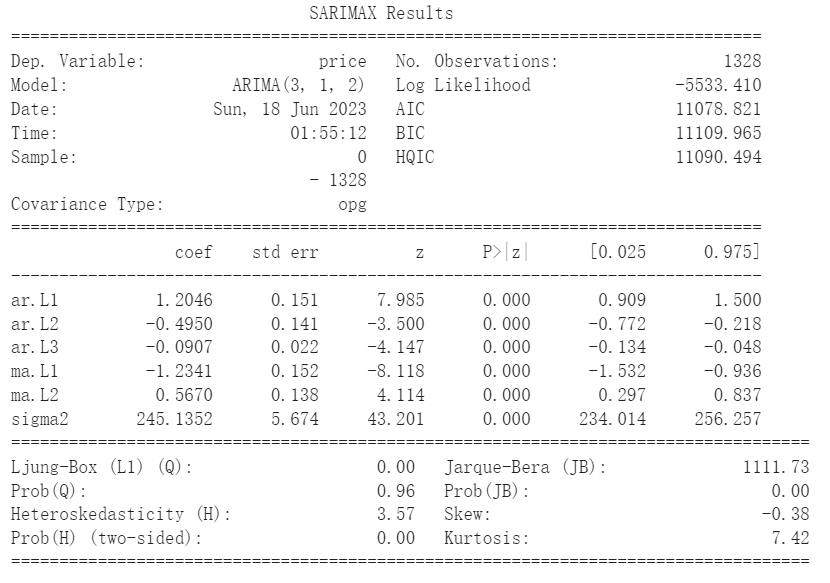 SARIMAX Results
==============================================================================
Dep. Variable:                  price   No. Observations:                 1328
Model:                 ARIMA(3, 1, 2)   Log Likelihood               -5533.410
Date:                Sun, 18 Jun 2023   AIC                          11078.821
Time:                        01:55:12   BIC                          11109.965
Sample:                             0   HQIC                         11090.494
- 1328
Covariance Type:                  opg
==============================================================================
coef    std err          z      P>|z|      [0.025      0.975]
------------------------------------------------------------------------------
ar.L1          1.2046      0.151      7.985      0.000       0.909       1.500
ar.L2         -0.4950      0.141     -3.500      0.000      -0.772      -0.218
ar.L3         -0.0907      0.022     -4.147      0.000      -0.134      -0.048
ma.L1         -1.2341      0.152     -8.118      0.000      -1.532      -0.936
ma.L2          0.5670      0.138      4.114      0.000       0.297       0.837
sigma2       245.1352      5.674     43.201      0.000     234.014     256.257
===================================================================================
Ljung-Box (L1) (Q):                   0.00   Jarque-Bera (JB):              1111.73
Prob(Q):                              0.96   Prob(JB):                         0.00
Heteroskedasticity (H):               3.57   Skew:                            -0.38
Prob(H) (two-sided):                  0.00   Kurtosis:                         7.42
===================================================================================